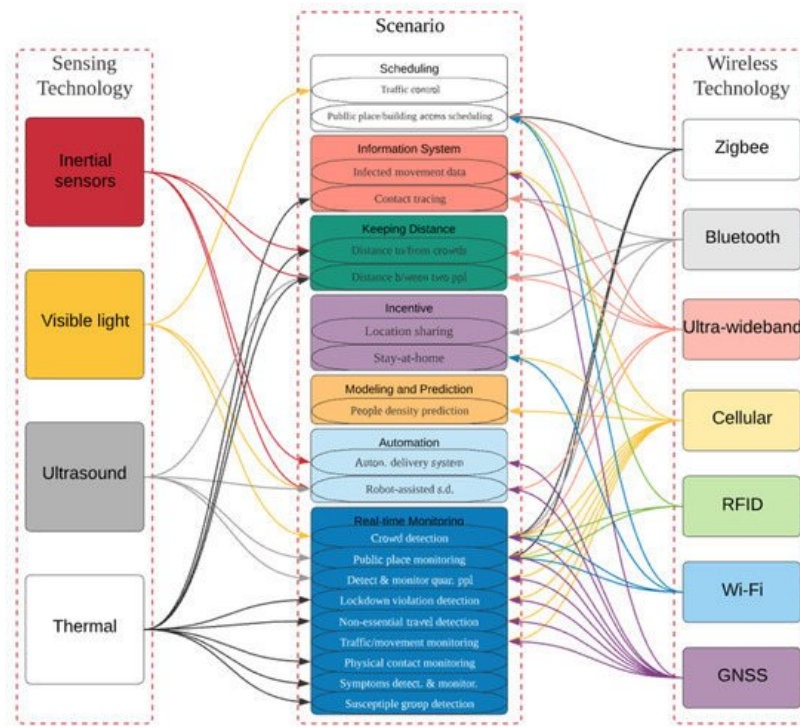 Sensing
Technology
Inertial
sensors
Visible light
Ultrasound
Thermal
Scenario
Scheduling
Traffic control
Public place/building access scheduling
Information System
Infected movement data
Contact tracing
Keeping Distance
Distance to/from crowds
Distance b/ween two ppl
Incentive
Location sharing
Stay-at-home
Modeling and Prediction
People density prediction
Automation
Auton. delivery system
Robot-assisted s.d.
Real-time Monitoring
Crowd detection
Public place monitoring
Detect & monitor quar. ppl
Lockdown violation detection
Non-essential travel detection
Traffic/movement monitoring
Physical contact monitoring
Symptoms detect. & monitor.
Susceptiple group detection
Wireless
Technology
Zigbee
Bluetooth
Ultra-wideband
Cellular
RFID
Wi-Fi
GNSS